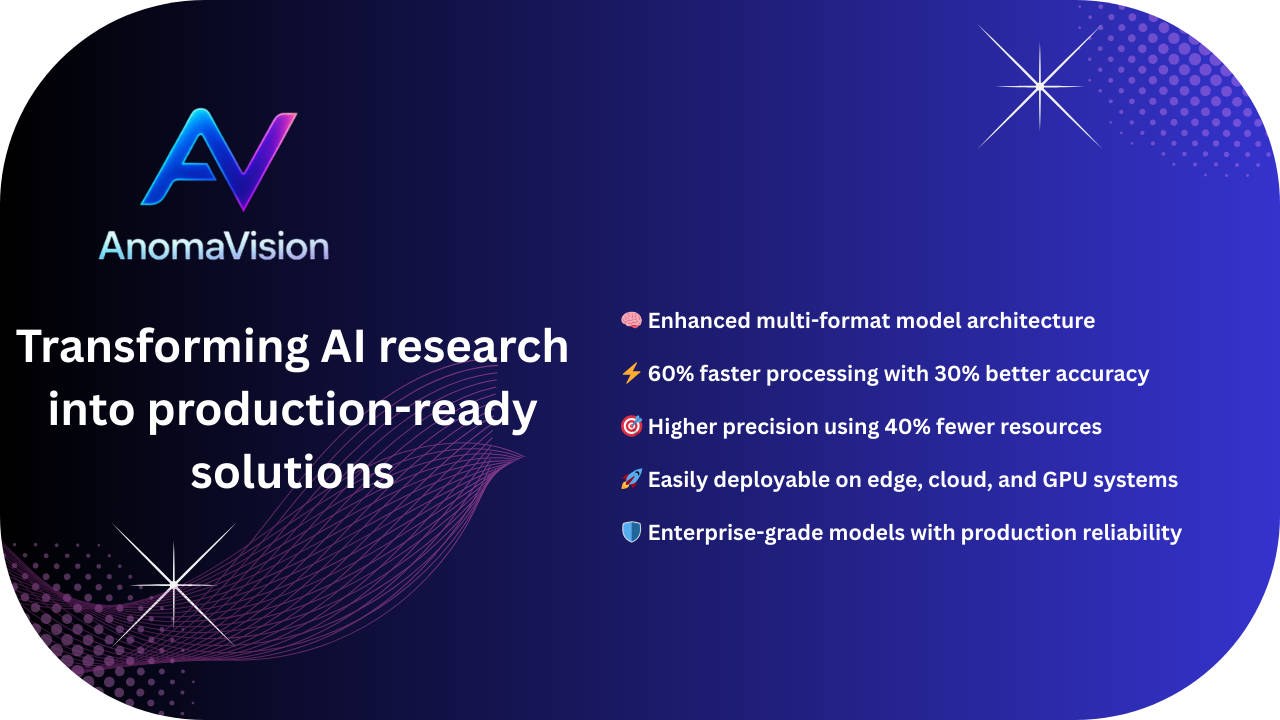 AnomaVision
Transforming AI research
into production-ready
solutions
🧠 Enhanced multi-format model architecture
⚡ 60% faster processing with 30% better accuracy
🎯 Higher precision using 40% fewer resources
🚀 Easily deployable on edge, cloud, and GPU systems
🛡️ Enterprise-grade models with production reliability